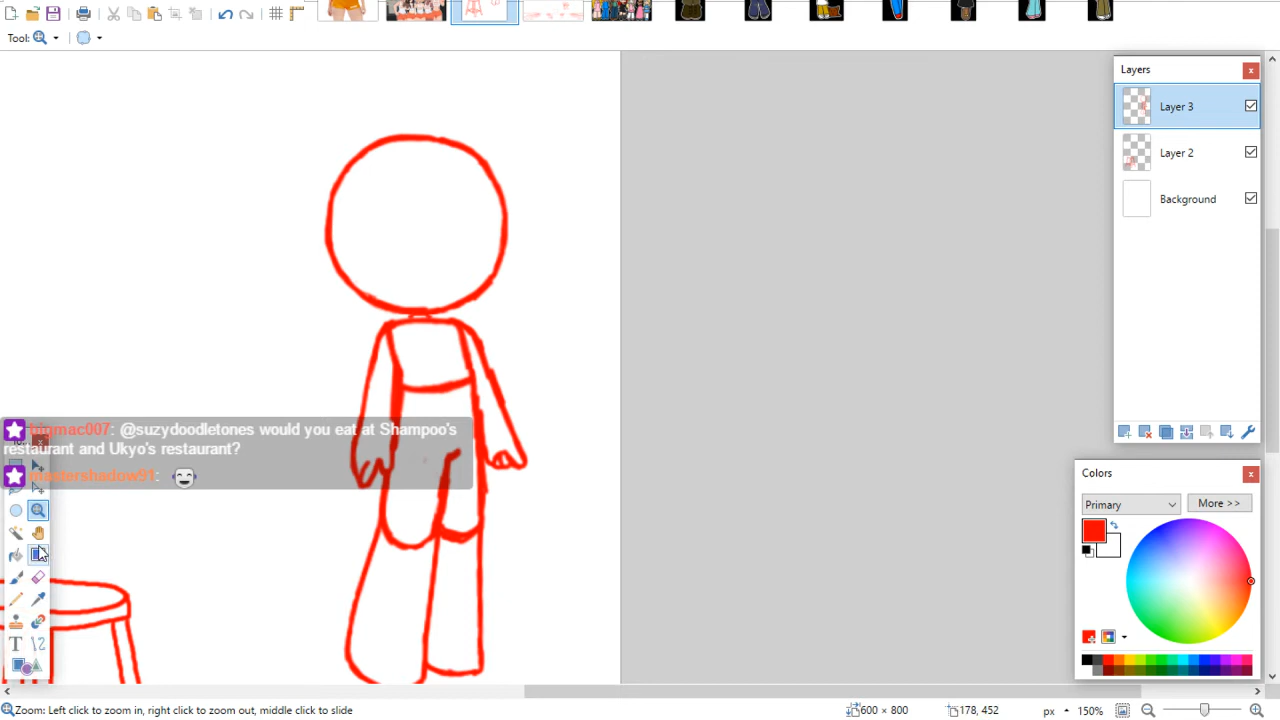 Tool:
Layers
Layer 3
Layer 2
Background
@suzydoodletones would you eat at Shampoo's
restaurant and Ukyo's restaurant?
mastershadow91:
Colors
Primary
More >>
Zoom: Left click to zoom in, right click to zoom out, middle click to slide
600 × 800
178, 452
px
150%